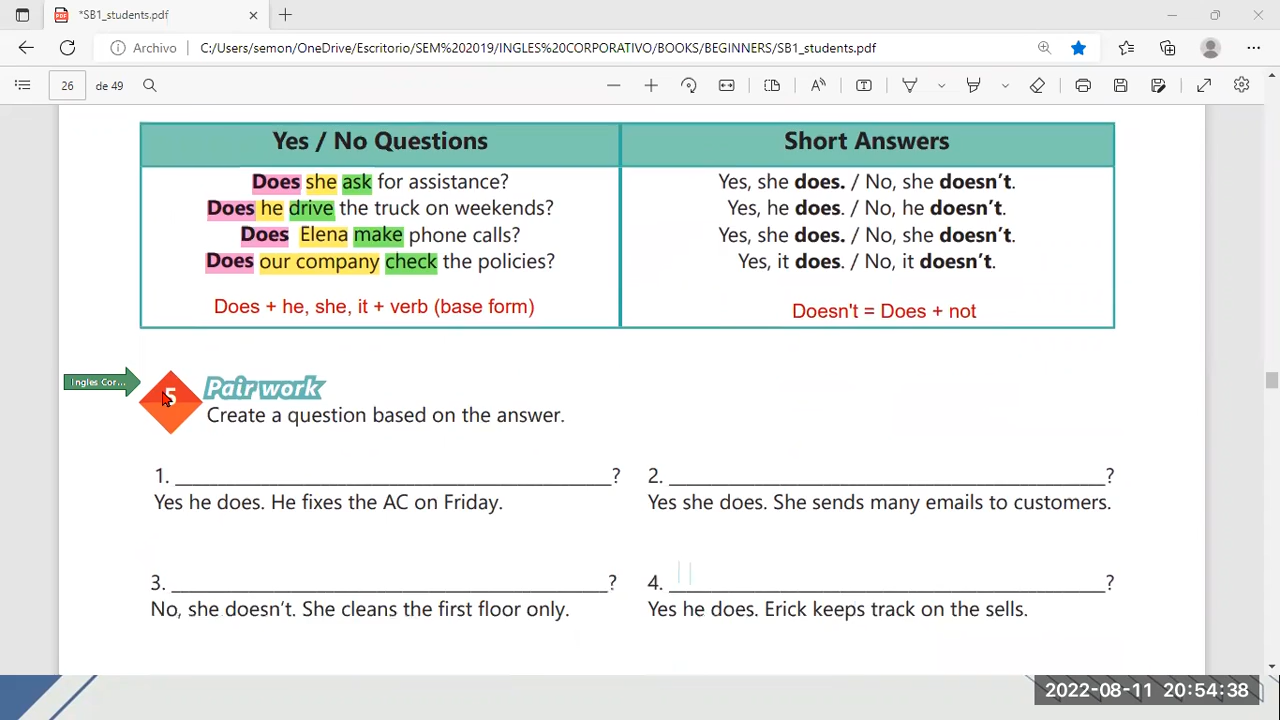 *SB1_students.pdf
Archivo
C:/Users/semon/OneDrive/Escritorio/SEM%202019/INGLES%20CORPORATIVO/BOOKS/BEGINNERS/SB1_students.pdf
26 de 49
Yes / No Questions
Does she ask for assistance?
Does he drive the truck on weekends?
Does Elena make phone calls?
Does our company check the policies?
Does + he, she, it + verb (base form)
Short Answers
Yes, she does. / No, she doesn't.
Yes, he does. / No, he doesn't.
Yes, she does. / No, she doesn't.
Yes, it does. / No, it doesn't.
Doesn't = Does + not
Ingles Cor...
5
Pair work
Create a question based on the answer.
1. ________________________________________?
Yes he does. He fixes the AC on Friday.
2. ________________________________________?
Yes she does. She sends many emails to customers.
3. ________________________________________?
No, she doesn't. She cleans the first floor only.
4. ________________________________________?
Yes he does. Erick keeps track on the sells.
2022-08-11 20:54:38